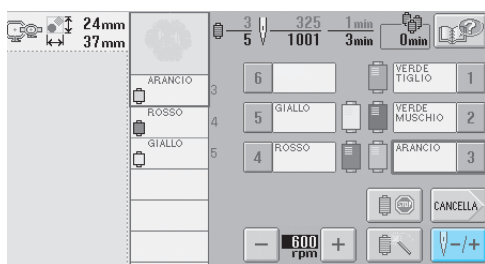 24mm
37mm
3 325 1min
5 1001 3min 0min
ARANCIO 3
ROSSO 4
GIALLO 5
6
VERDE TIGLIO 1
5 GIALLO
VERDE MUSCHIO 2
4 ROSSO
ARANCIO 3
STOP
CANCELLA
- 600 rpm +
-/+